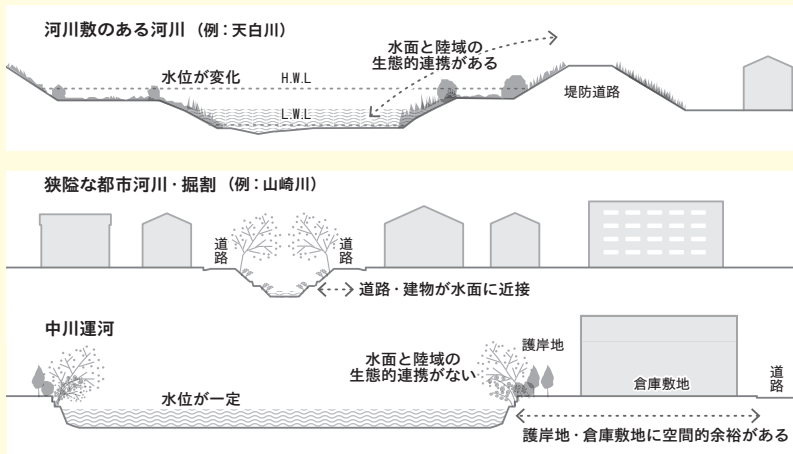 河川敷のある河川（例：天白川）
水面と陸域の
生態的連携がある
水位が変化
H.W.L
L.W.L
堤防道路
狭隘な都市河川・掘割（例：山崎川）
道路
道路
道路・建物が水面に近接
中川運河
水面と陸域の
生態的連携がない
護岸地
水位が一定
倉庫敷地
道路
護岸地・倉庫敷地に空間的余裕がある